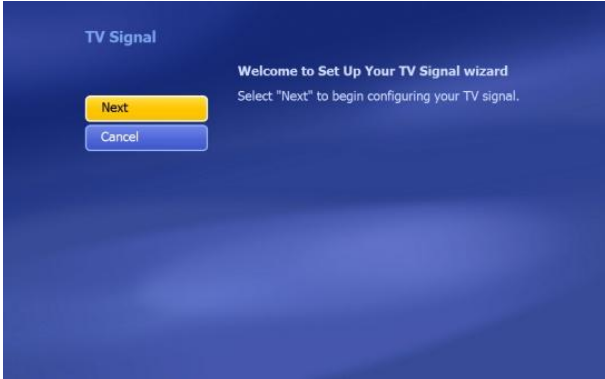 TV Signal
Welcome to Set Up Your TV Signal wizard
Select "Next" to begin configuring your TV signal.
Next
Cancel